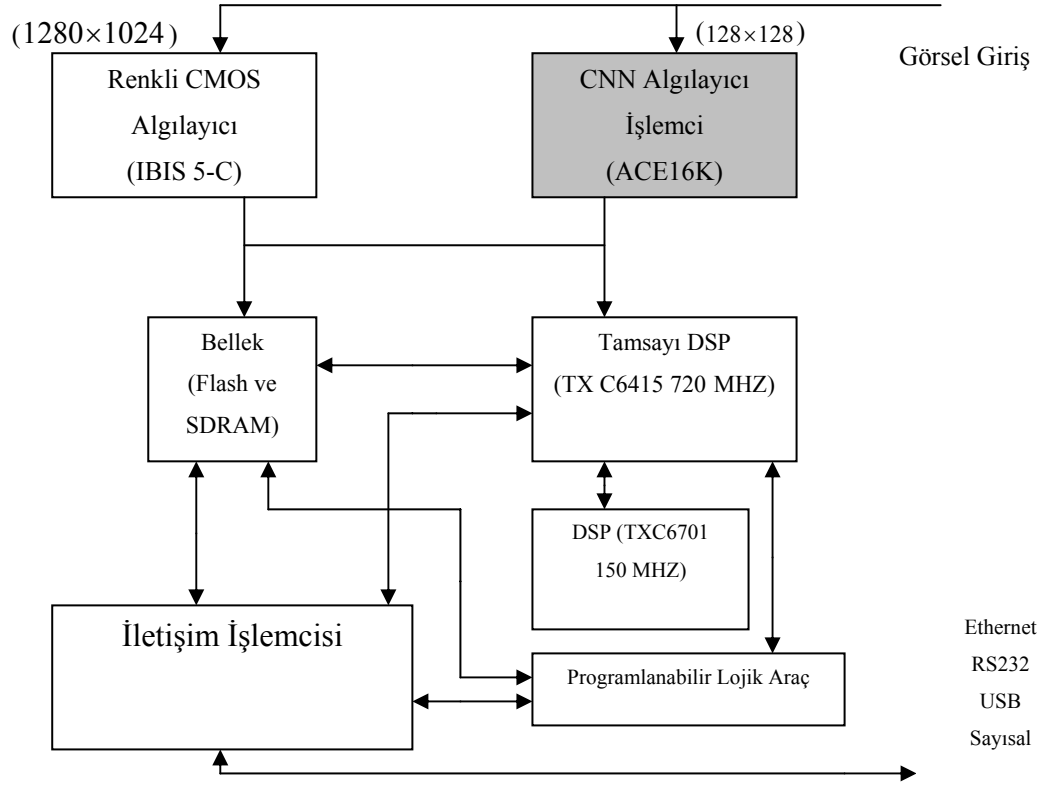 (1280×1024)
(128×128)
Görsel Giriş
Renkli CMOS
Algılayıcı
(IBIS 5-C)
CNN Algılayıcı
İşlemci
(ACE16K)
Bellek
(Flash ve
SDRAM)
Tamsayı DSP
(TX C6415 720 MHZ)
DSP (TXC6701
150 MHZ)
İletişim İşlemcisi
Programlanabilir Lojik Araç
Ethernet
RS232
USB
Sayısal